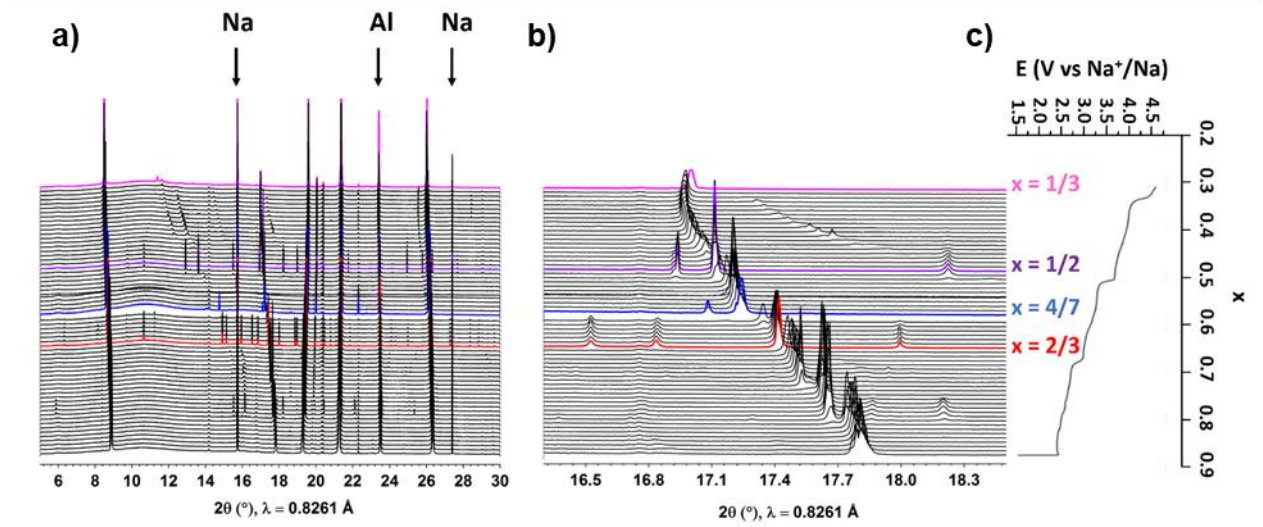 a)
Na
Al
Na
b)
c)
E (V vs Na⁺/Na)
1.5 2.0 2.5 3.0 3.5 4.0 4.5
0.2
0.3
0.4
0.5
0.6
0.7
0.8
0.9
x
x = 1/3
x = 1/2
x = 4/7
x = 2/3
6 8 10 12 14 16 18 20 22 24 26 28 30
2θ (°), λ = 0.8261 Å
16.5 16.8 17.1 17.4 17.7 18.0 18.3
2θ (°), λ = 0.8261 Å